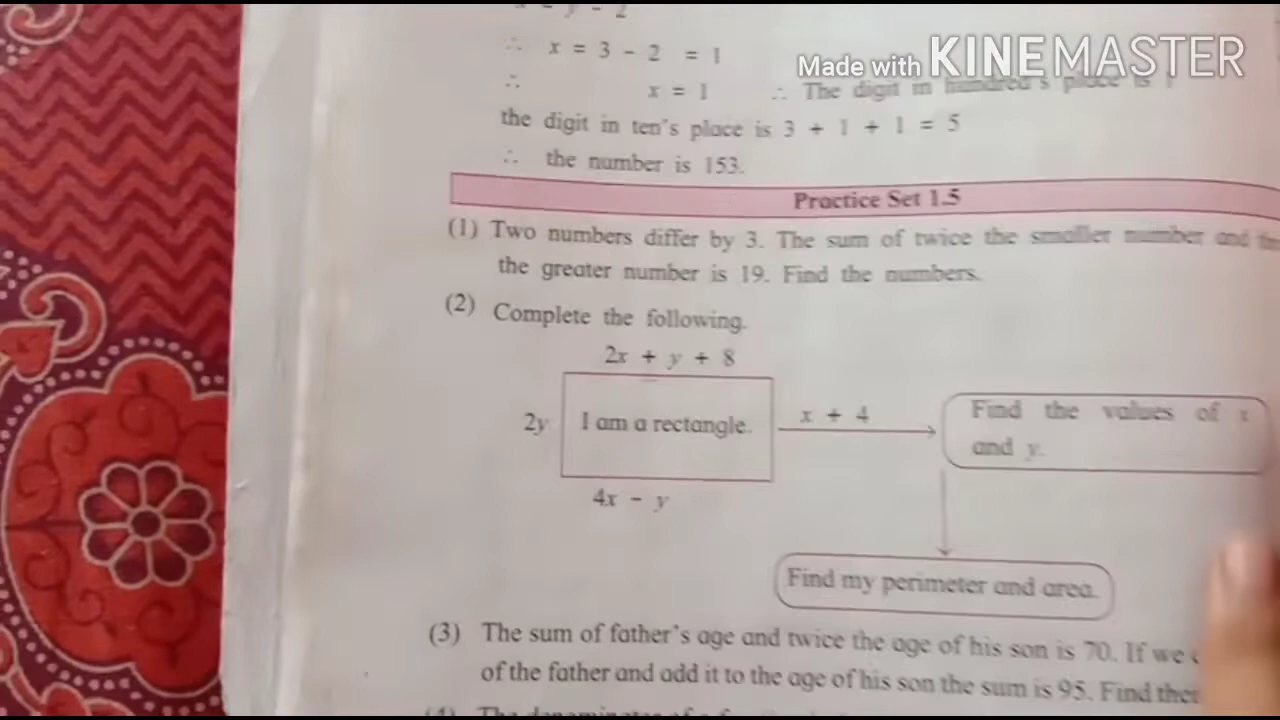 x = y - 2
∴ x = 3 - 2 = 1
Made with KINEMASTER
∴ x = 1 ∴ The digit in hundred's place is 1
the digit in ten's place is 3 + 1 + 1 = 5
∴ the number is 153.
Practice Set 1.5
(1) Two numbers differ by 3. The sum of twice the smaller number and
the greater number is 19. Find the numbers.
(2) Complete the following.
2x + y + 8
2y I am a rectangle. x + 4 Find the values of x
and y.
4x - y
Find my perimeter and area.
(3) The sum of father's age and twice the age of his son is 70. If we
of the father and add it to the age of his son the sum is 95. Find
(4) The denominator of a